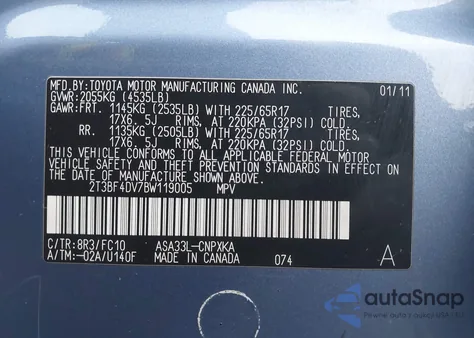 MFD. BY: TOYOTA MOTOR MANUFACTURING CANADA INC. 01/11
GVWR: 2055KG (4535LB)
GAWR: FRT. 1145KG (2535LB) WITH 225/65R17 TIRES,
17X6. 5J RIMS, AT 220KPA (32PSI) COLD.
RR. 1135KG (2505LB) WITH 225/65R17 TIRES,
17X6. 5J RIMS, AT 220KPA (32PSI) COLD.
THIS VEHICLE CONFORMS TO ALL APPLICABLE FEDERAL MOTOR
VEHICLE SAFETY STANDARDS IN EFFECT ON
THE DATE OF MANUFACTURE SHOWN ABOVE.
2T3BF4DV7BW119005 MPV
C/TR: 8R3/FC10 ASA33L-CNPXKA
A/TM: -02A/U140F MADE IN CANADA 074 A
autoSnap